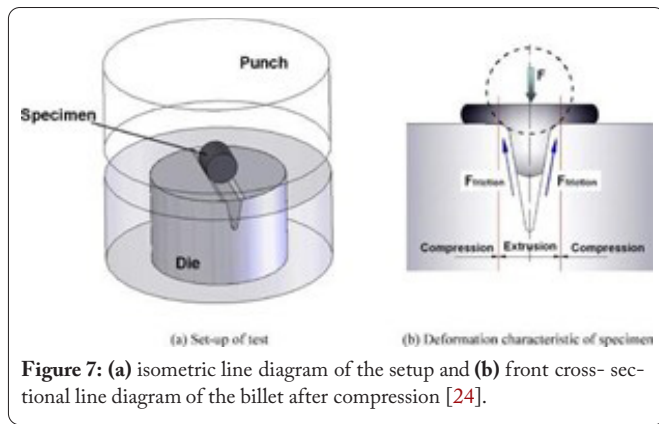 Punch
Specimen
Die
(a) Set-up of test
F
Ffriction
Ffriction
Compression
Extrusion
Compression
(b) Deformation characteristic of specimen
Figure 7: (a) isometric line diagram of the setup and (b) front cross- sec-
tional line diagram of the billet after compression [24].